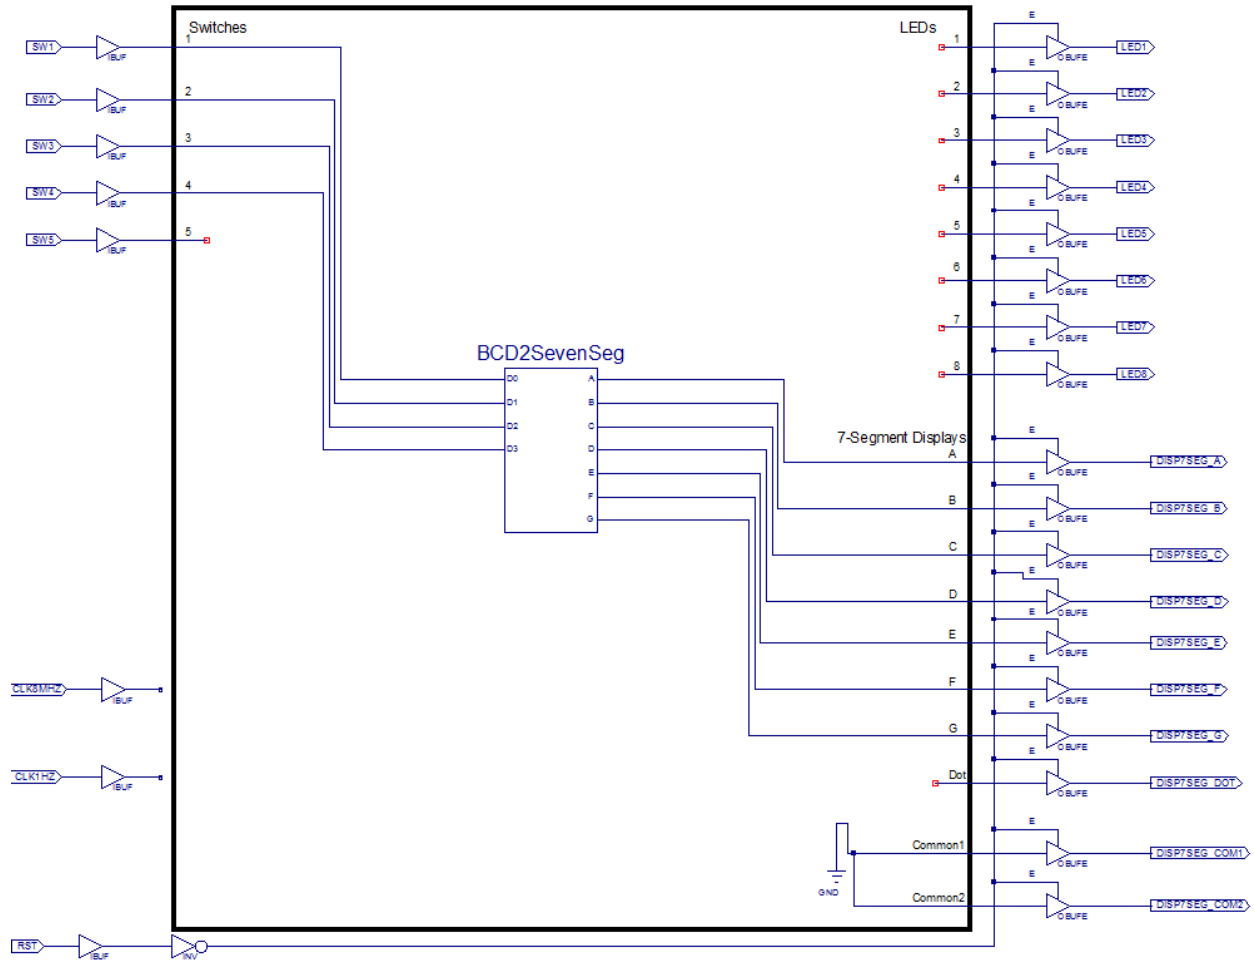 Switches
LEDs
SW1
IBUF
1
SW2
IBUF
2
SW3
IBUF
3
SW4
IBUF
4
SW5
IBUF
5
1
E
OBUFE
LED1
2
E
OBUFE
LED2
3
E
OBUFE
LED3
4
E
OBUFE
LED4
5
E
OBUFE
LED5
6
E
OBUFE
LED6
7
E
OBUFE
LED7
8
E
OBUFE
LED8
BCD2SevenSeg
D0
D1
D2
D3
A
B
C
D
E
F
G
7-Segment Displays
A
E
OBUFE
DISP7SEG_A
B
E
OBUFE
DISP7SEG_B
C
E
OBUFE
DISP7SEG_C
D
E
OBUFE
DISP7SEG_D
E
E
OBUFE
DISP7SEG_E
F
E
OBUFE
DISP7SEG_F
G
E
OBUFE
DISP7SEG_G
Dot
E
OBUFE
DISP7SEG_DOT
Common1
E
OBUFE
DISP7SEG_COM1
Common2
E
OBUFE
DISP7SEG_COM2
GND
CLK8MHZ
IBUF
CLK1HZ
IBUF
RST
IBUF
INV